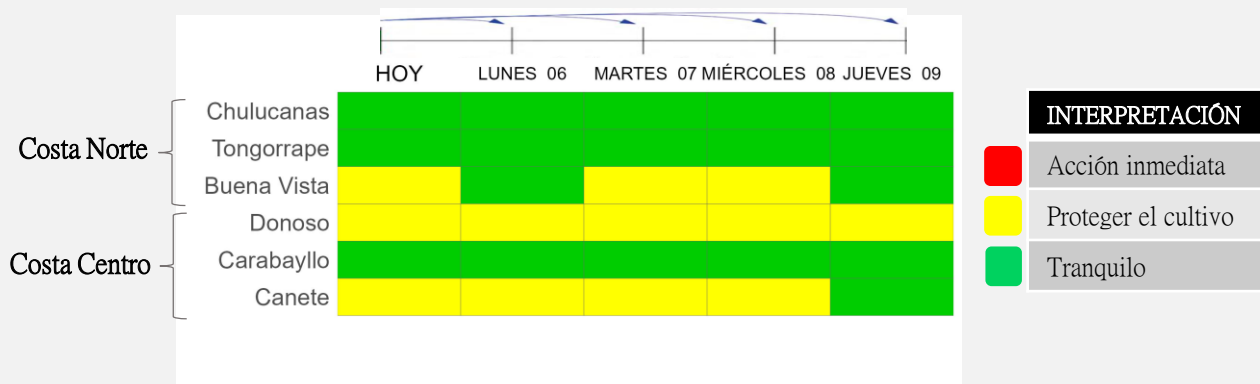 HOY LUNES 06 MARTES 07 MIÉRCOLES 08 JUEVES 09
Costa Norte
Chulucanas
Tongorrape
Buena Vista
Costa Centro
Donoso
Carabayllo
Canete
INTERPRETACIÓN
Acción inmediata
Proteger el cultivo
Tranquilo